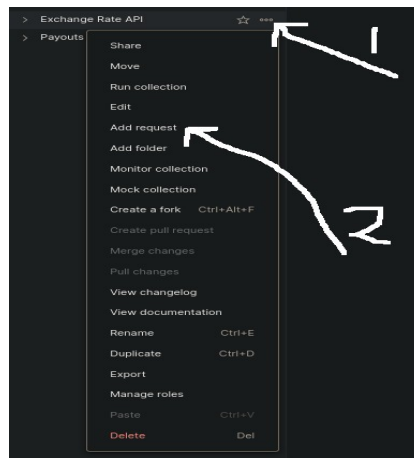 Exchange Rate API
1
Payouts
Share
Move
Run collection
Edit
Add request
Add folder
Monitor collection
Mock collection
Create a fork Ctrl+Alt+F
2
Create pull request
Merge changes
Pull changes
View changelog
View documentation
Rename Ctrl+E
Duplicate Ctrl+D
Export
Manage roles
Paste Ctrl+V
Delete Del